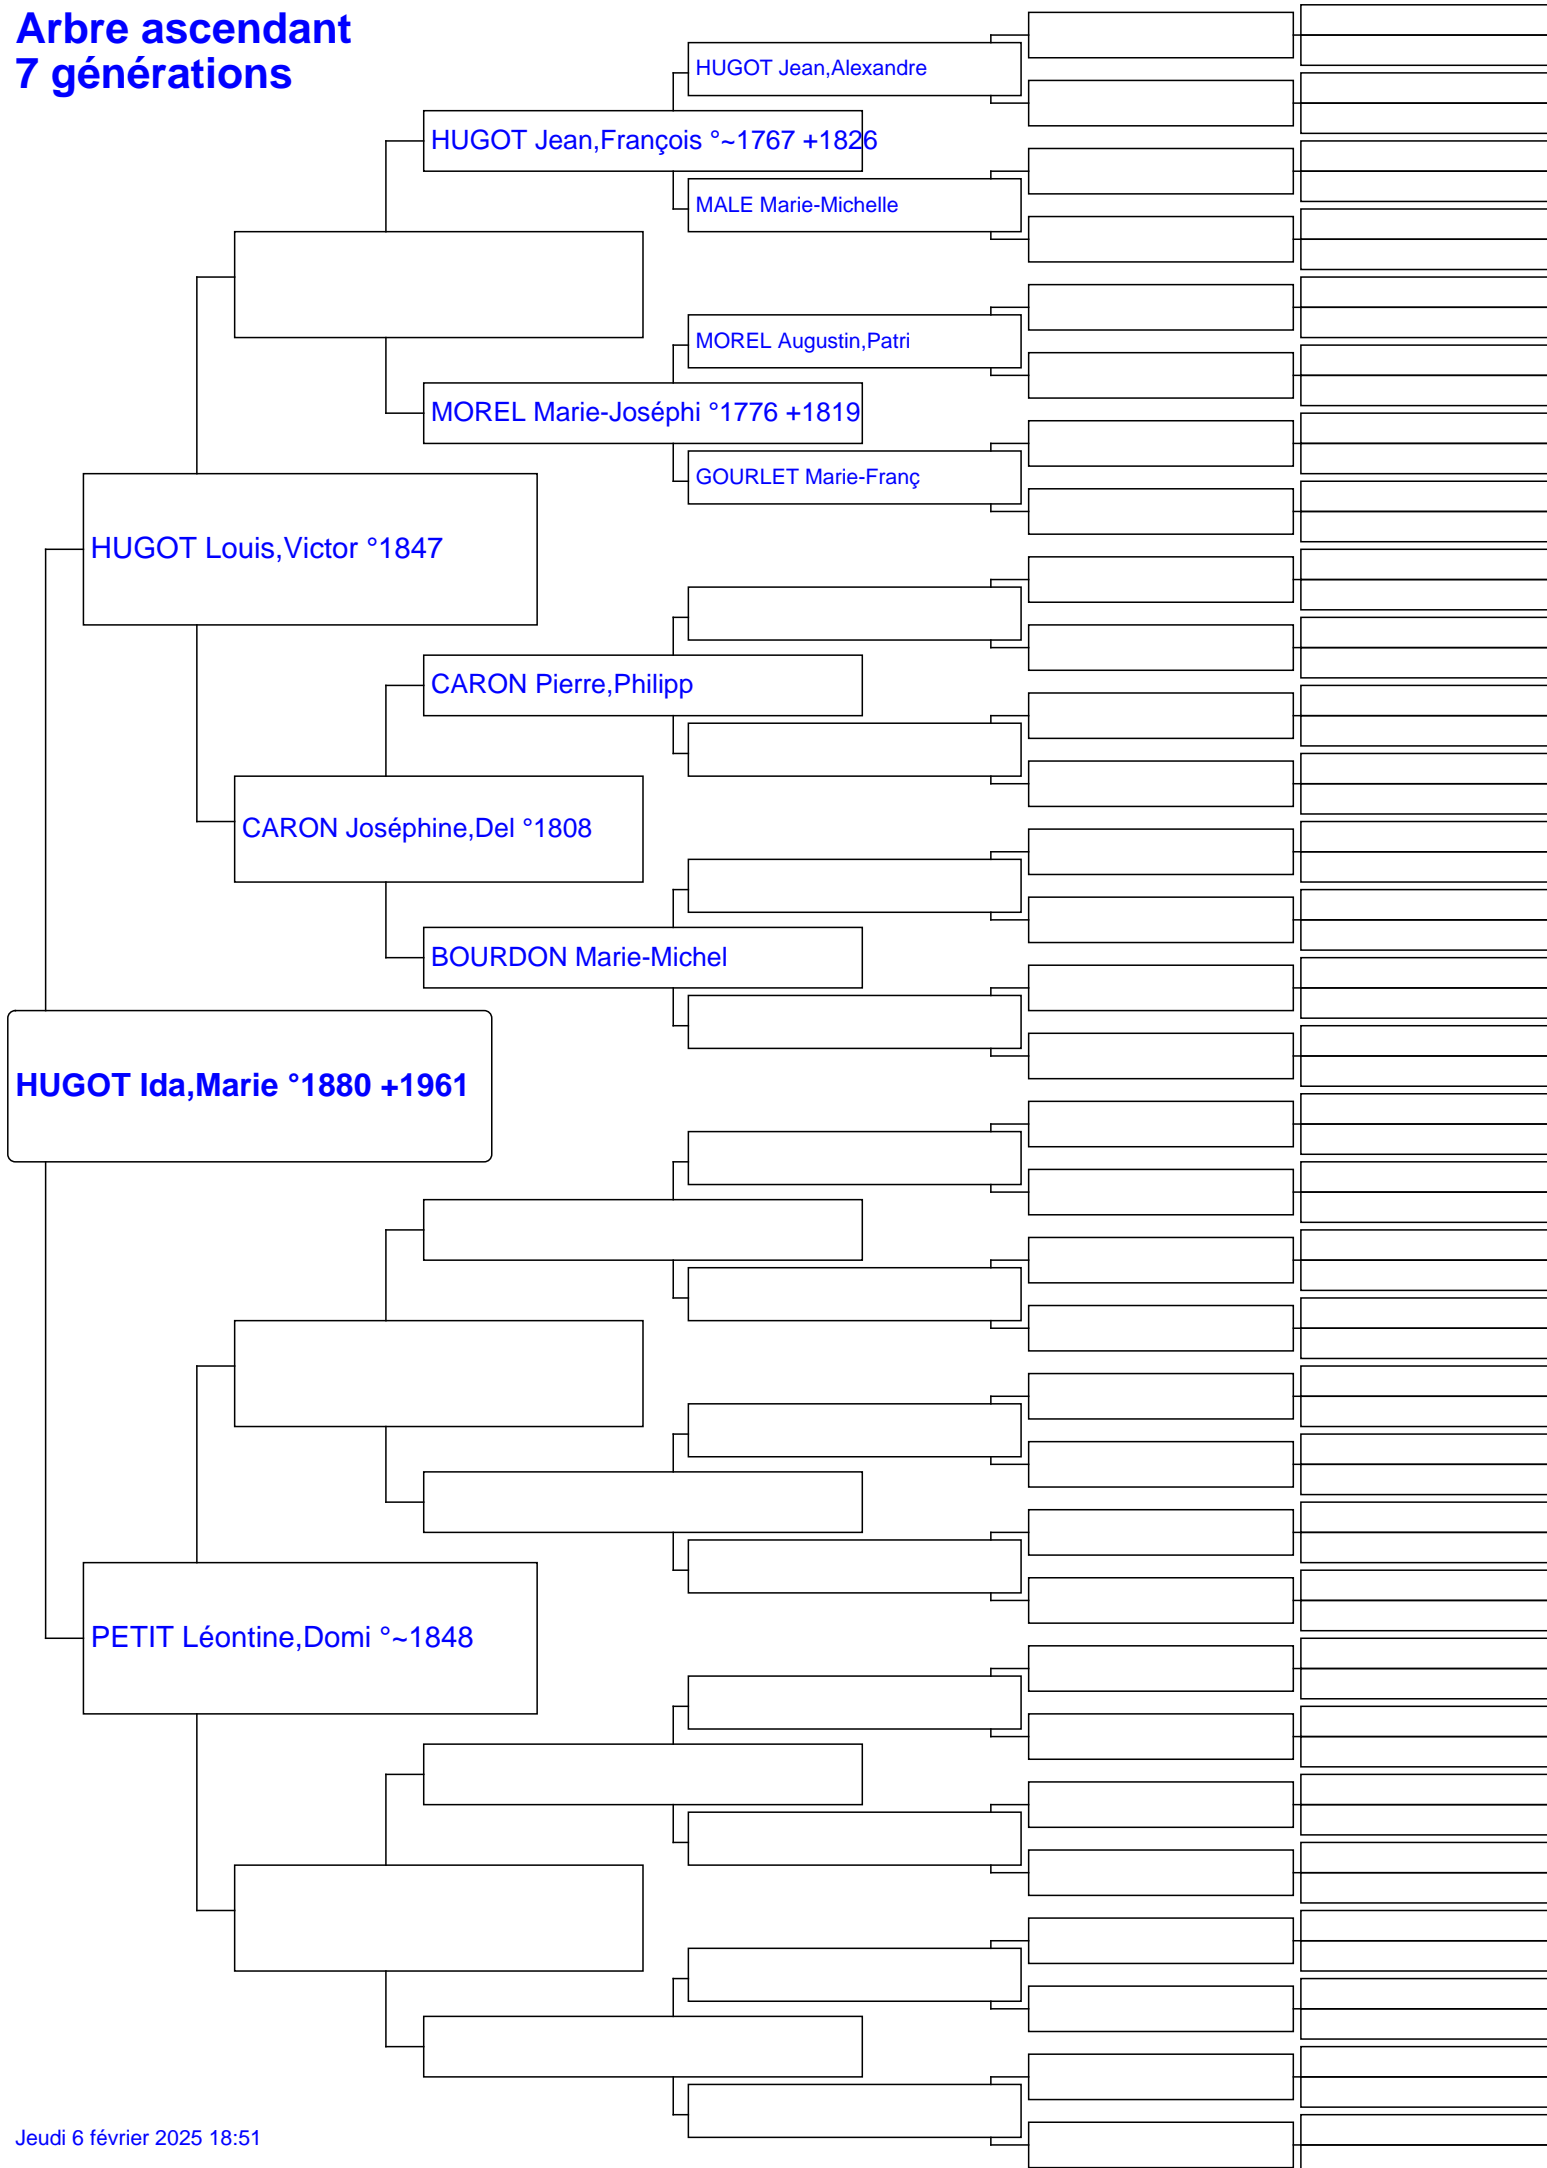 Arbre ascendant
7 générations
HUGOT Jean,Alexandre
HUGOT Jean,François °~1767 +1826
MALE Marie-Michelle
MOREL Augustin,Patri
MOREL Marie-Joséphi °1776 +1819
GOURLET Marie-Franç
HUGOT Louis,Victor °1847
CARON Pierre,Philipp
CARON Joséphine,Del °1808
BOURDON Marie-Michel
HUGOT Ida,Marie °1880 +1961
PETIT Léontine,Domi °~1848
Jeudi 6 février 2025 18:51